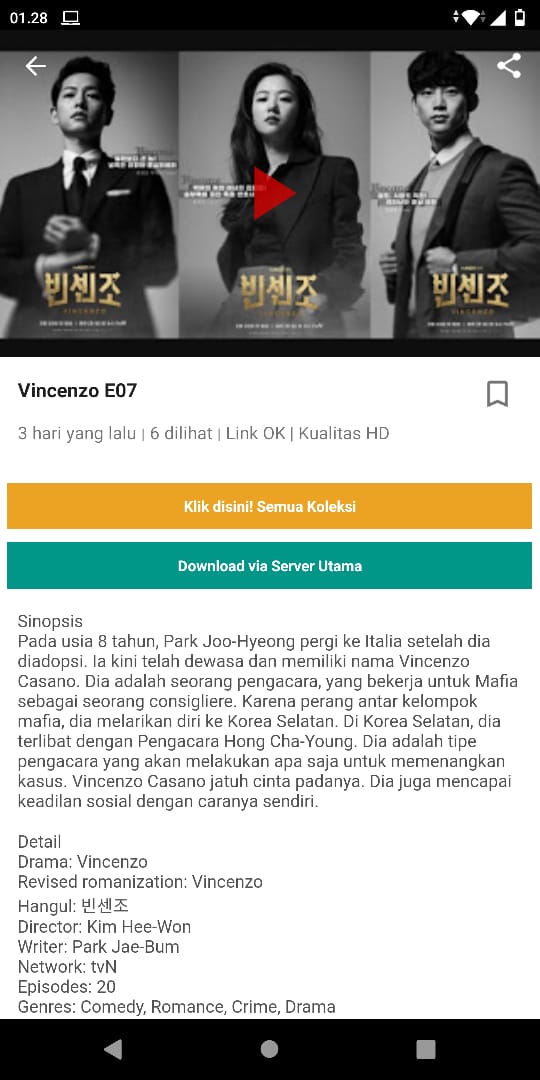 01.28
빈센조
VINCENZO
빈센조
VINCENZO
빈센조
VINCENZO
Vincenzo E07
3 hari yang lalu | 6 dilihat | Link OK | Kualitas HD
Klik disini! Semua Koleksi
Download via Server Utama
Sinopsis
Pada usia 8 tahun, Park Joo-Hyeong pergi ke Italia setelah dia
diadopsi. Ia kini telah dewasa dan memiliki nama Vincenzo
Casano. Dia adalah seorang pengacara, yang bekerja untuk Mafia
sebagai seorang consigliere. Karena perang antar kelompok
mafia, dia melarikan diri ke Korea Selatan. Di Korea Selatan, dia
terlibat dengan Pengacara Hong Cha-Young. Dia adalah tipe
pengacara yang akan melakukan apa saja untuk memenangkan
kasus. Vincenzo Casano jatuh cinta padanya. Dia juga mencapai
keadilan sosial dengan caranya sendiri.
Detail
Drama: Vincenzo
Revised romanization: Vincenzo
Hangul: 빈센조
Director: Kim Hee-Won
Writer: Park Jae-Bum
Network: tvN
Episodes: 20
Genres: Comedy, Romance, Crime, Drama